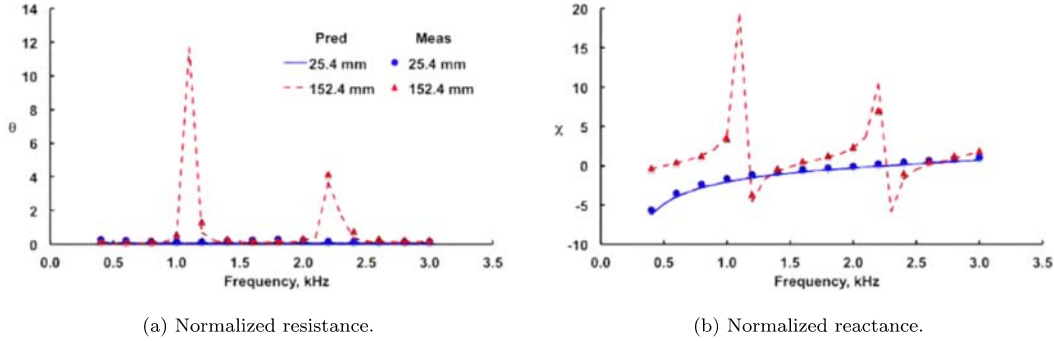 14
12
10
8
6
4
2
0
θ
Pred Meas
25.4 mm 25.4 mm
152.4 mm 152.4 mm
0.0 0.5 1.0 1.5 2.0 2.5 3.0 3.5
Frequency, kHz
(a) Normalized resistance.
20
15
10
5
0
-5
-10
χ
0.0 0.5 1.0 1.5 2.0 2.5 3.0 3.5
Frequency, kHz
(b) Normalized reactance.